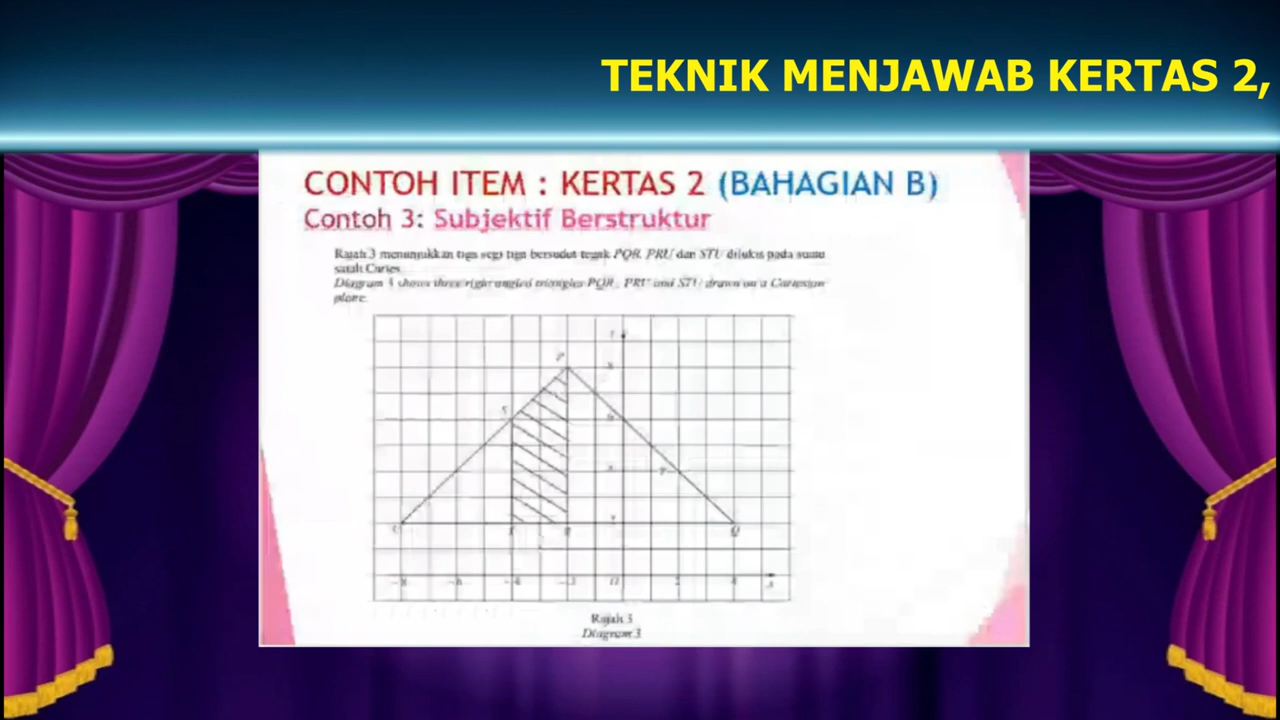 TEKNIK MENJAWAB KERTAS 2,
CONTOH ITEM : KERTAS 2 (BAHAGIAN B)
Contoh 3: Subjektif Berstruktur
Rajah 3 menunjukkan tiga segi tiga bersudut tegak PQR, PRU dan STU dilukis pada suatu
satah Cartes.
Diagram 3 shows three right angled triangles PQR, PRU and STU drawn on a Cartesian
plane.
P
T
Q
-8 -6 -4 -2 O 2 4 x
Rajah 3
Diagram 3